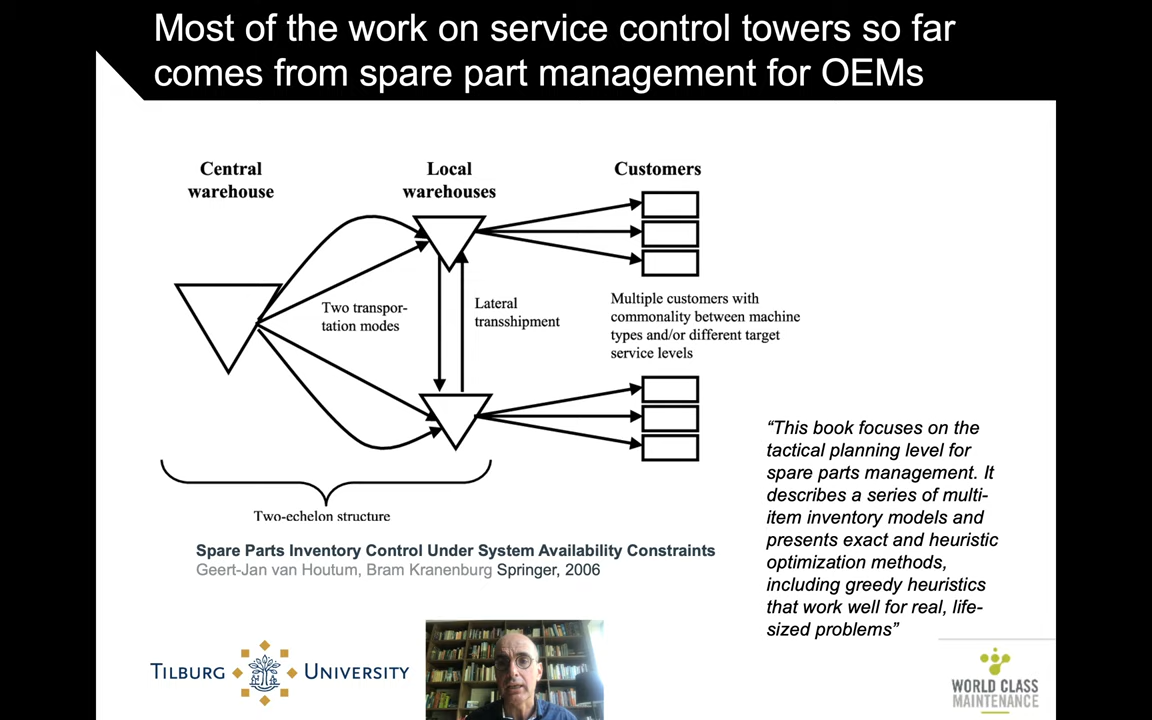 Most of the work on service control towers so far
comes from spare part management for OEMs
Central
warehouse
Local
warehouses
Customers
Two transpor-
tation modes
Lateral
transshipment
Multiple customers with
commonality between machine
types and/or different target
service levels
Two-echelon structure
“This book focuses on the
tactical planning level for
spare parts management. It
describes a series of multi-
item inventory models and
presents exact and heuristic
optimization methods,
including greedy heuristics
that work well for real, life-
sized problems”
Spare Parts Inventory Control Under System Availability Constraints
Geert-Jan van Houtum, Bram Kranenburg Springer, 2006
TILBURG UNIVERSITY
WORLD CLASS
MAINTENANCE